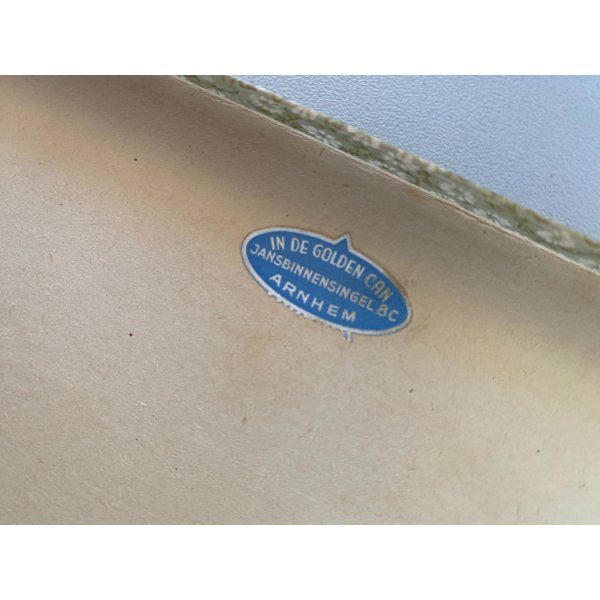 IN DE GOLDEN CAN
JANSBINNENSINGEL 8C
ARNHEM